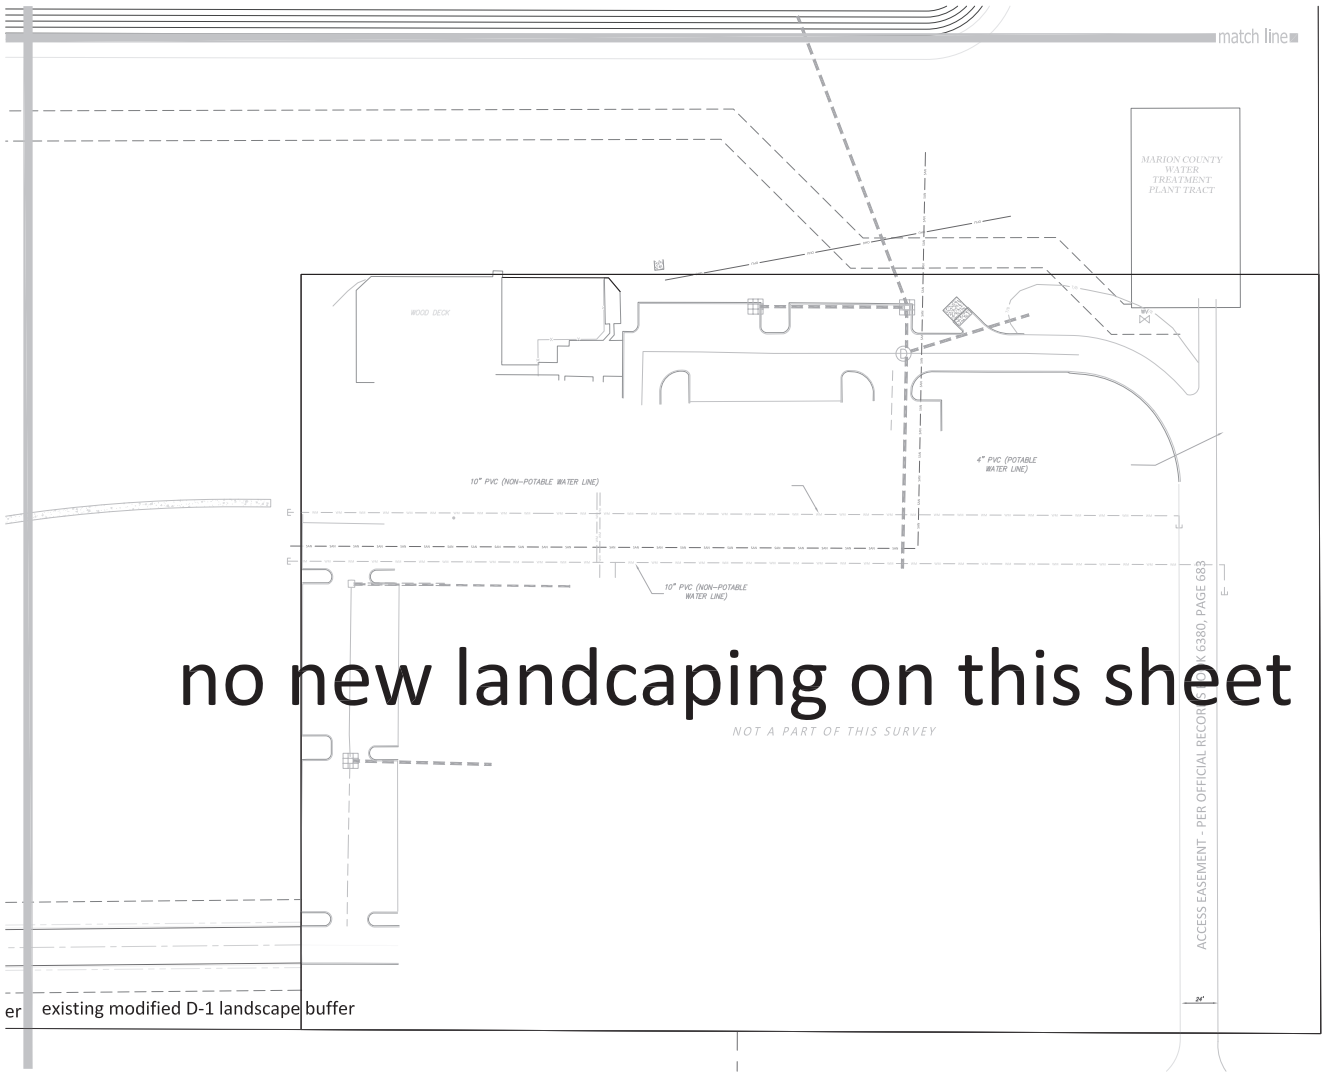 match line
MARION COUNTY
WATER
TREATMENT
PLANT TRACT
WOOD DECK
4" PVC (POTABLE
WATER LINE)
10" PVC (NON-POTABLE WATER LINE)
10" PVC (NON-POTABLE
WATER LINE)
no new landcaping on this sheet
NOT A PART OF THIS SURVEY
ACCESS EASEMENT - PER OFFICIAL RECORDS BOOK 6380, PAGE 683
24'
er
existing modified D-1 landscape buffer